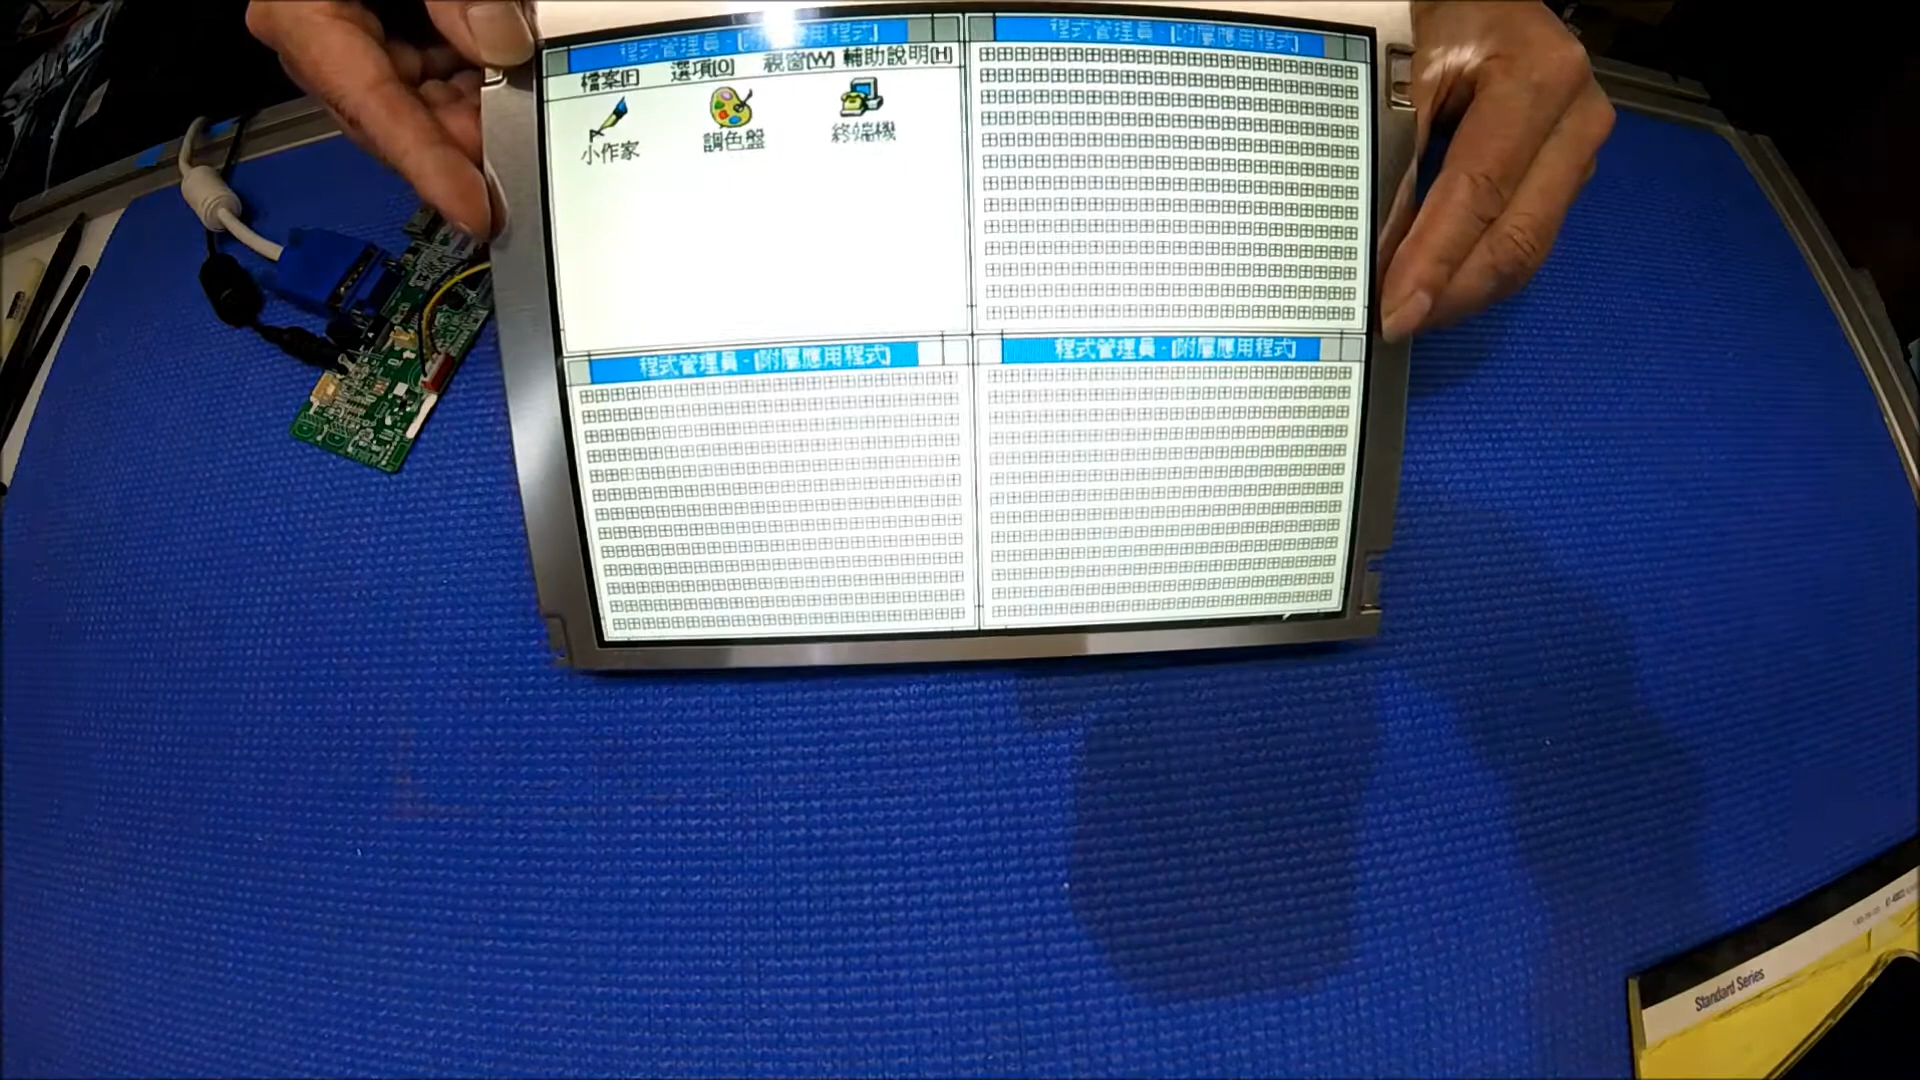 程式管理員 - [附屬應用程式]
檔案[F] 選項[O] 視窗[W] 輔助說明[H]
小作家 調色盤 終端機
程式管理員 - [附屬應用程式]
程式管理員 - [附屬應用程式]
程式管理員 - [附屬應用程式]
Standard Series